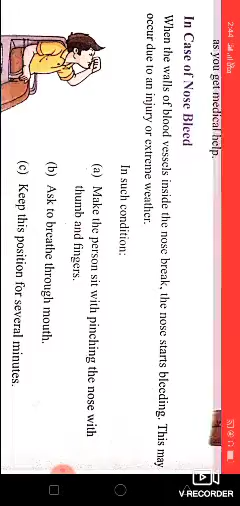 2:44
as you get medical help.
In Case of Nose Bleed
When the walls of blood vessels inside the nose break, the nose starts bleeding. This may
occur due to an injury or extreme weather.
In such condition:
(a) Make the person sit with pinching the nose with
thumb and fingers.
(b) Ask to breathe through mouth.
(c) Keep this position for several minutes.
V-RECORDER